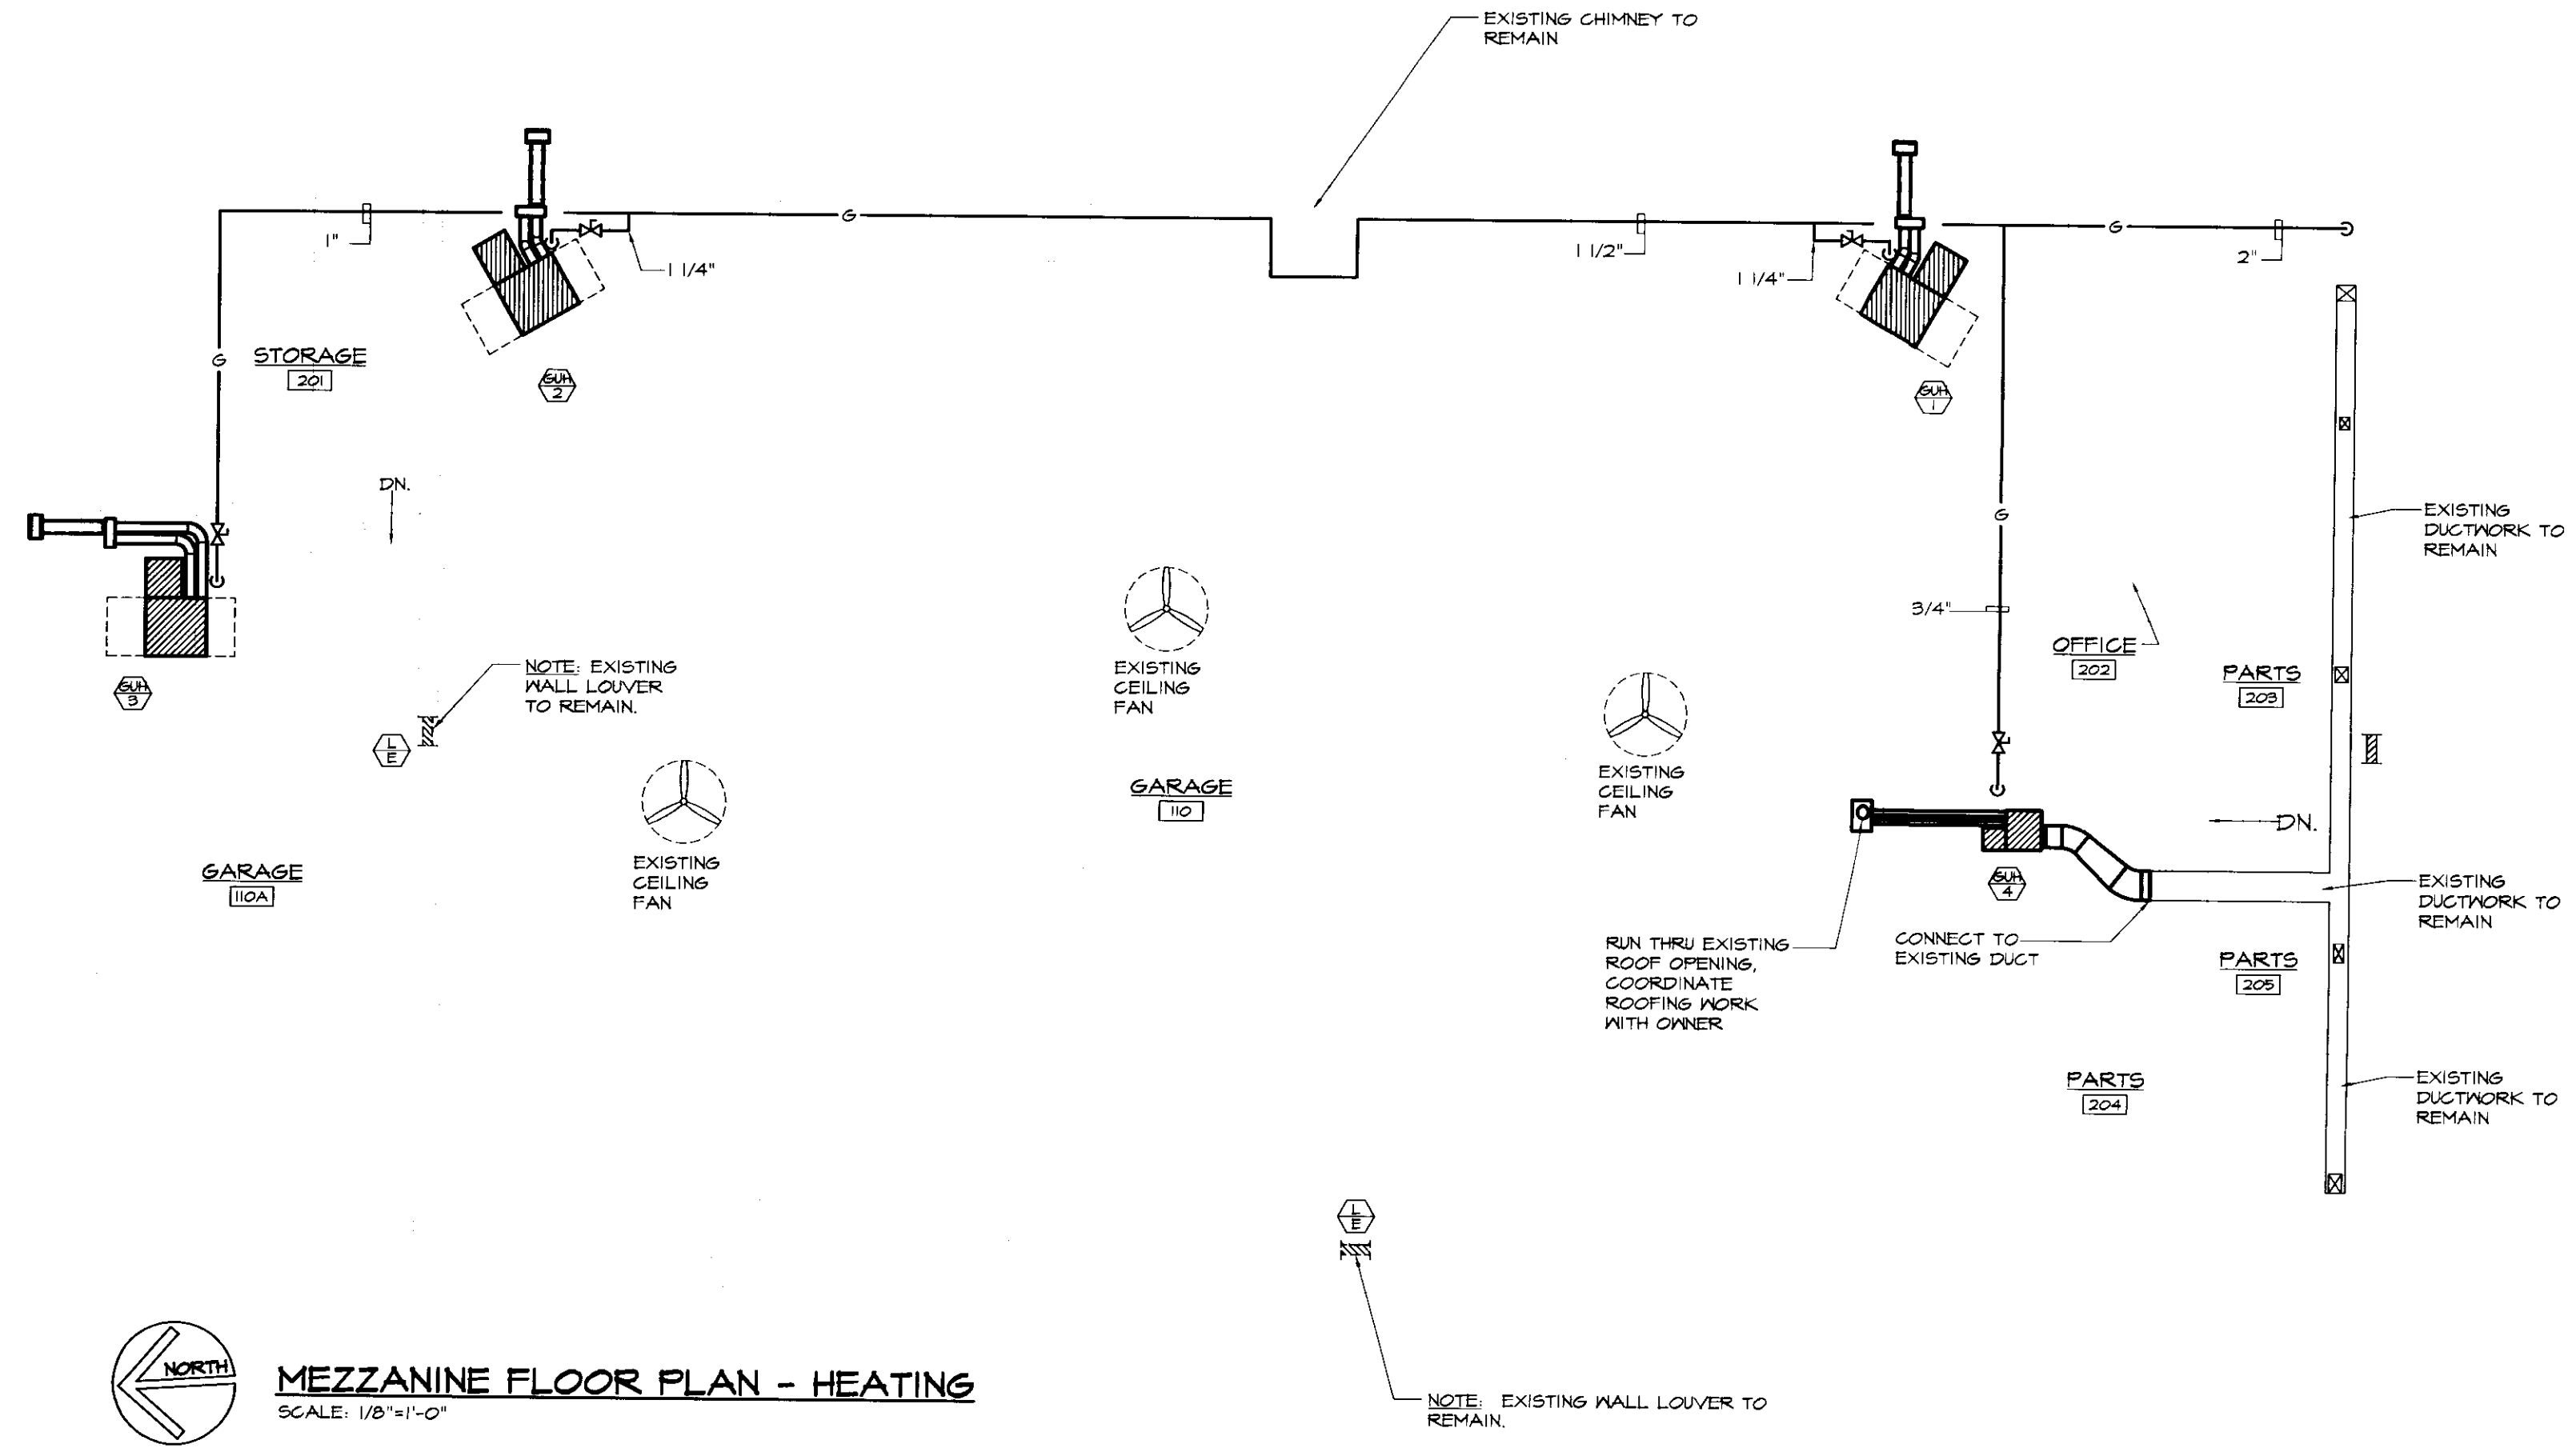 EXISTING CHIMNEY TO
REMAIN
G
G
1"
1 1/4"
1 1/2"
1 1/4"
2"
G
STORAGE
201
GUH
2
GUH
1
DN.
G
EXISTING
DUCTWORK TO
REMAIN
3/4"
OFFICE
202
PARTS
203
NOTE: EXISTING
WALL LOUVER
TO REMAIN.
EXISTING
CEILING
FAN
GUH
3
L
E
EXISTING
CEILING
FAN
GARAGE
110
DN.
EXISTING
CEILING
FAN
GARAGE
110A
GUH
4
EXISTING
DUCTWORK TO
REMAIN
RUN THRU EXISTING
ROOF OPENING,
COORDINATE
ROOFING WORK
WITH OWNER
CONNECT TO
EXISTING DUCT
PARTS
205
PARTS
204
EXISTING
DUCTWORK TO
REMAIN
L
E
NORTH
MEZZANINE FLOOR PLAN - HEATING
SCALE: 1/8"=1'-0"
NOTE: EXISTING WALL LOUVER TO
REMAIN.